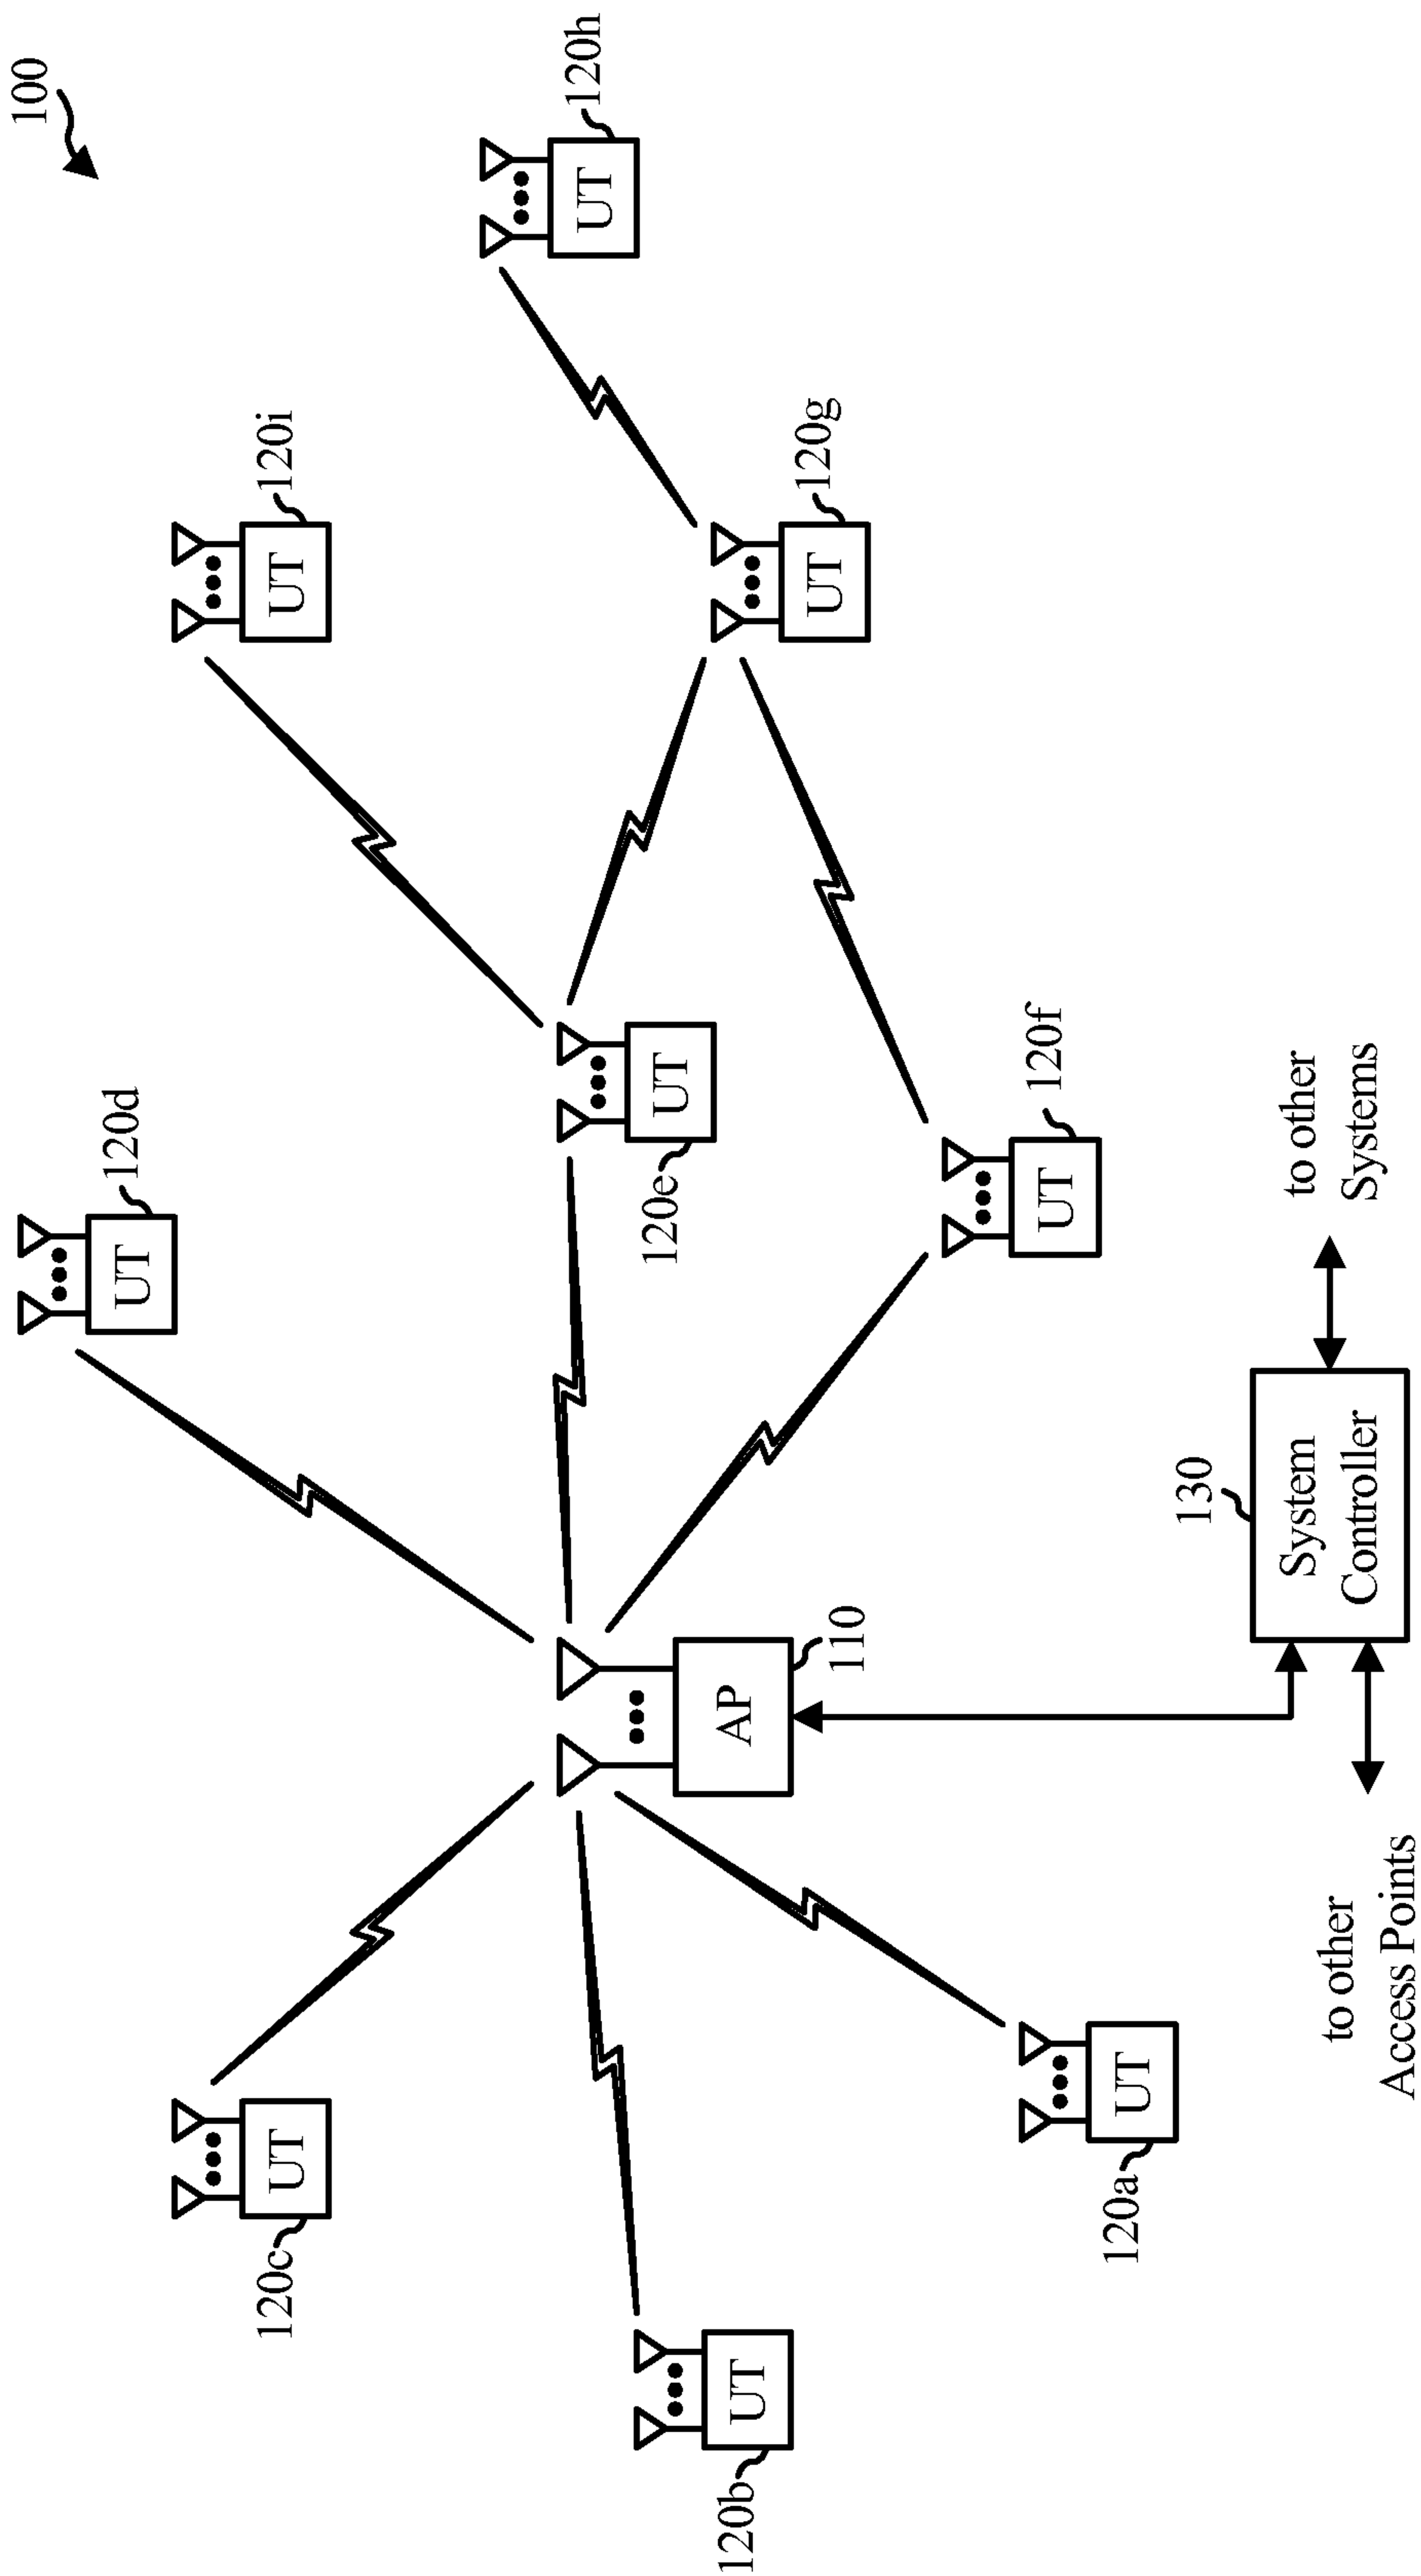 100
UT
120d
UT
120i
UT
120c
UT
120h
UT
120e
AP
110
UT
120b
UT
120g
UT
120f
UT
120a
130
System
Controller
to other
Systems
to other
Access Points